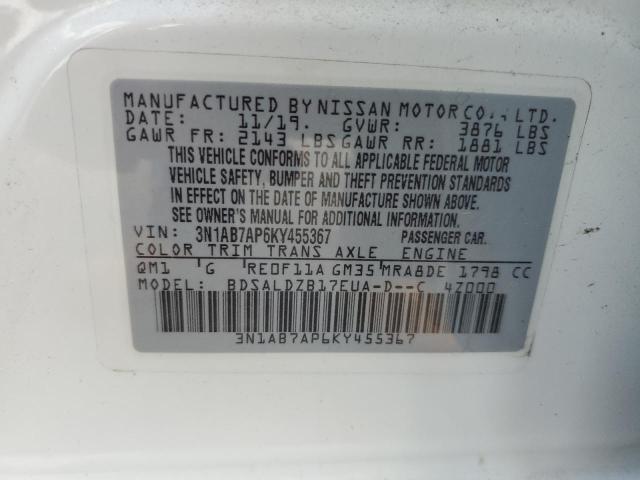 MANUFACTURED BY NISSAN MOTOR CO., LTD.
DATE: 11/19. GVWR: 3876 LBS
GAWR FR: 2143 LBS GAWR RR: 1881 LBS
THIS VEHICLE CONFORMS TO ALL APPLICABLE FEDERAL MOTOR
VEHICLE SAFETY, BUMPER AND THEFT PREVENTION STANDARDS
IN EFFECT ON THE DATE OF MANUFACTURE SHOWN ABOVE.
SEE OWNER'S MANUAL FOR ADDITIONAL INFORMATION.
VIN: 3N1AB7AP6KY455367 PASSENGER CAR.
COLOR TRIM TRANS AXLE ENGINE
QM1 G RE0F11A GM35 MRA8DE 1798 CC
MODEL: BDSALDZB17EUA-D--C 4Z000
3N1AB7AP6KY455367